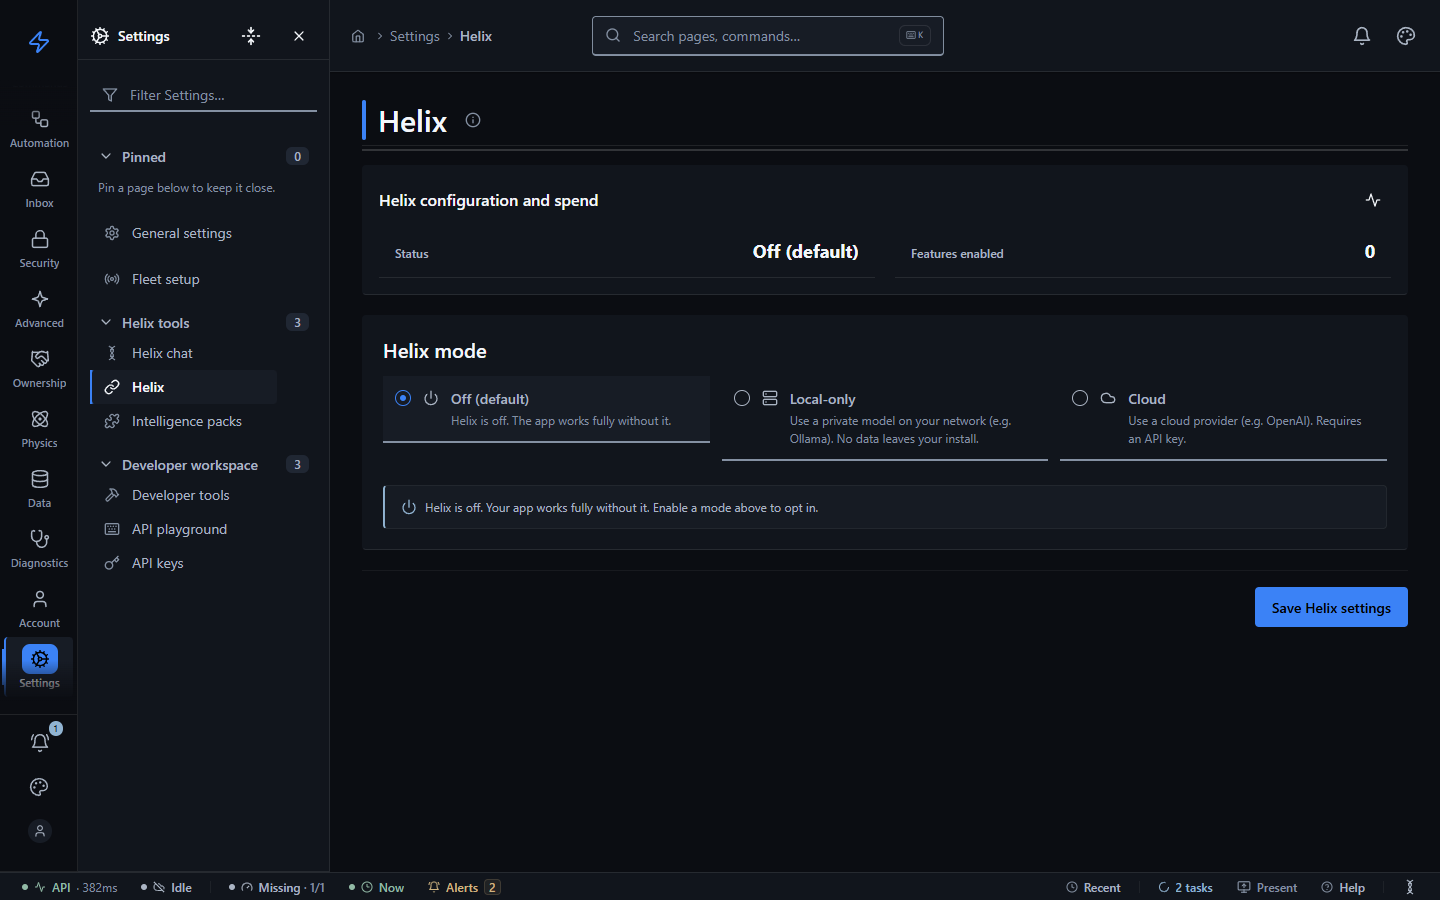 Settings
Settings
Helix
Search pages, commands...
K
Filter Settings...
Automation
Inbox
Security
Advanced
Ownership
Physics
Data
Diagnostics
Account
Settings
1
Pinned
0
Pin a page below to keep it close.
General settings
Fleet setup
Helix tools
3
Helix chat
Helix
Intelligence packs
Developer workspace
3
Developer tools
API playground
API keys
Helix
Helix configuration and spend
Status
Off (default)
Features enabled
0
Helix mode
Off (default)
Helix is off. The app works fully without it.
Local-only
Use a private model on your network (e.g.
Ollama). No data leaves your install.
Cloud
Use a cloud provider (e.g. OpenAI). Requires
an API key.
Helix is off. Your app works fully without it. Enable a mode above to opt in.
Save Helix settings
API · 382ms
Idle
Missing · 1/1
Now
Alerts 2
Recent
2 tasks
Present
Help